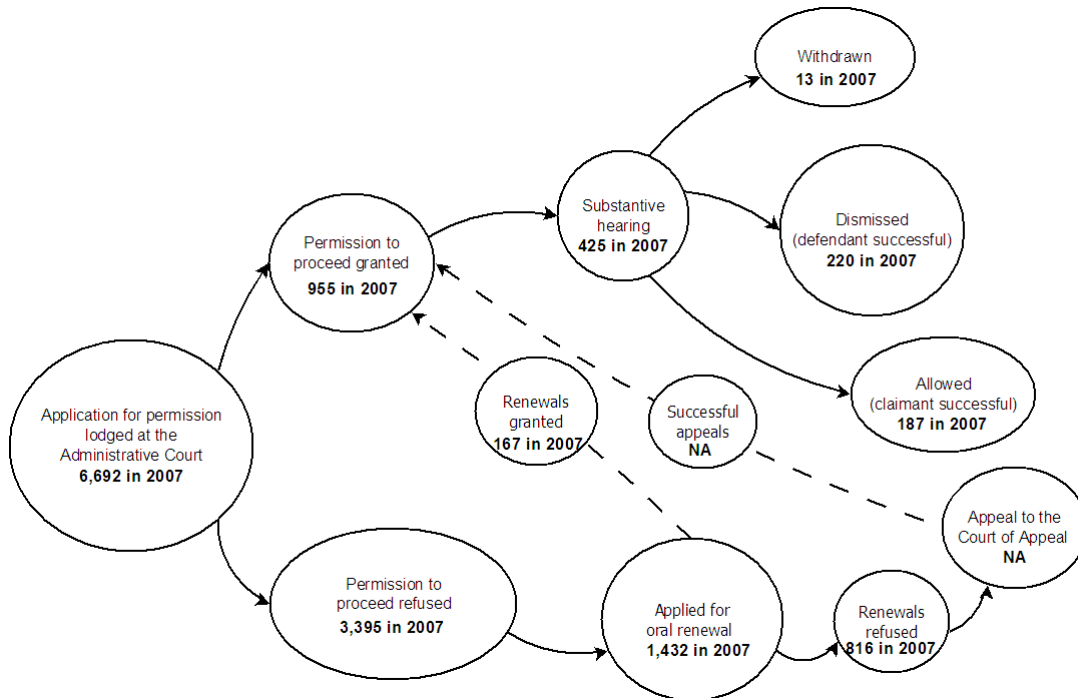 Withdrawn
13 in 2007
Substantive
hearing
425 in 2007
Dismissed
(defendant successful)
220 in 2007
Permission to
proceed granted
955 in 2007
Allowed
(claimant successful)
187 in 2007
Renewals
granted
167 in 2007
Successful
appeals
NA
Application for permission
lodged at the
Administrative Court
6,692 in 2007
Appeal to the
Court of Appeal
NA
Permission to
proceed refused
3,395 in 2007
Applied for
oral renewal
1,432 in 2007
Renewals
refused
816 in 2007